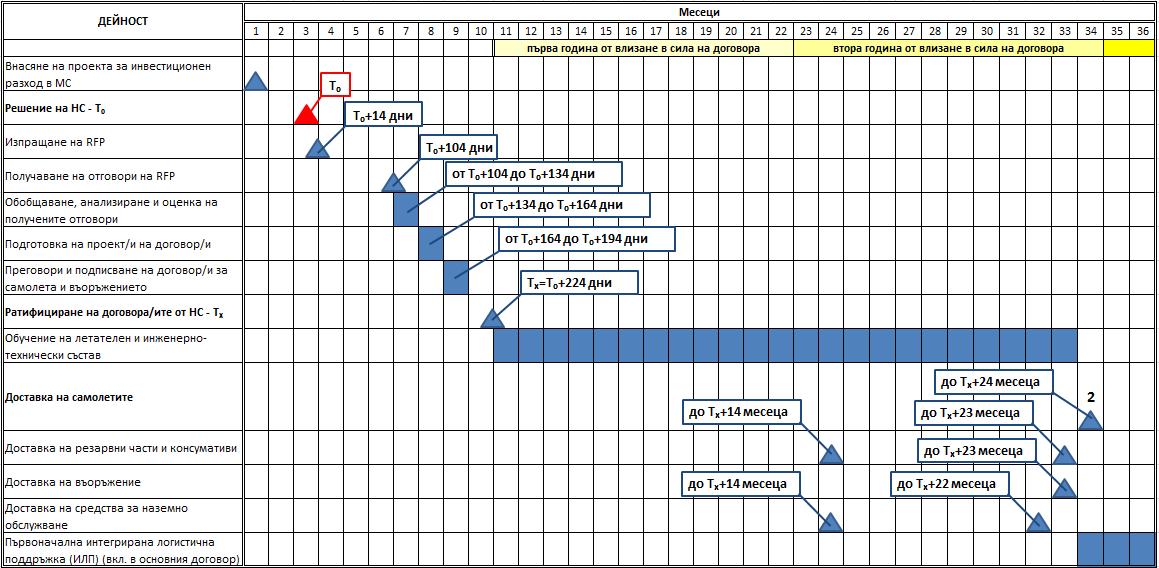 ДЕЙНОСТ
Месеци
1 2 3 4 5 6 7 8 9 10 11 12 13 14 15 16 17 18 19 20 21 22 23 24 25 26 27 28 29 30 31 32 33 34 35 36
първа година от влизане в сила на договора
втора година от влизане в сила на договора
Внасяне на проекта за инвестиционен
разход в МС
T₀
Решение на НС - T₀
T₀+14 дни
Изпращане на RFP
T₀+104 дни
Получаване на отговори на RFP
от T₀+104 до T₀+134 дни
Обобщаване, анализиране и оценка на
получените отговори
от T₀+134 до T₀+164 дни
Подготовка на проект/и на договор/и
от T₀+164 до T₀+194 дни
Преговори и подписване на договор/и за
самолета и въоръжението
Tₓ=T₀+224 дни
Ратифициране на договора/ите от НС - Tₓ
Обучение на летателен и инженерно-
технически състав
до Tₓ+24 месеца
2
Доставка на самолетите
до Tₓ+14 месеца
до Tₓ+23 месеца
Доставка на резарвни части и консумативи
до Tₓ+23 месеца
Доставка на въоръжение
до Tₓ+14 месеца
до Tₓ+22 месеца
Доставка на средства за наземно
обслужване
Първоначална интегрирана логистична
поддръжка (ИЛП) (вкл. в основния договор)